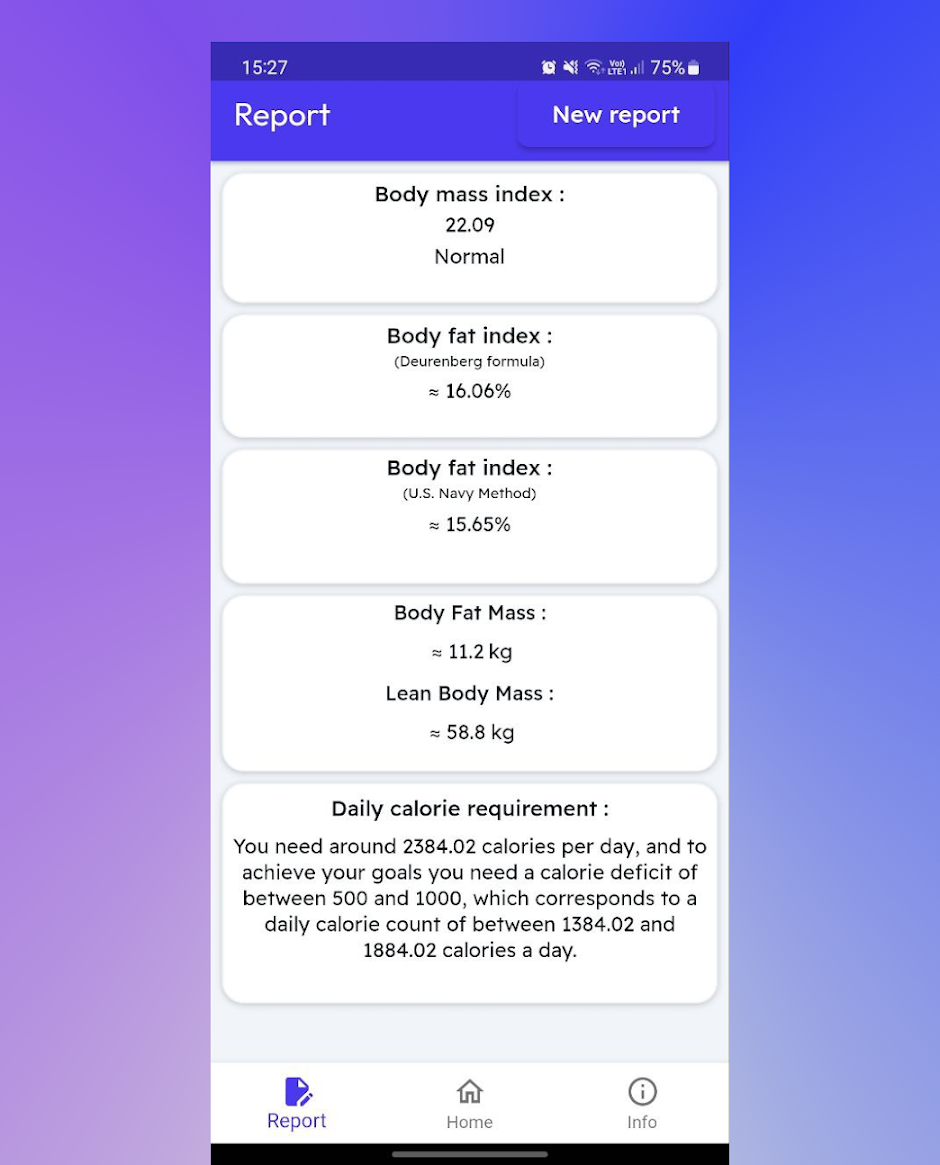 15:27
Vo) LTE1 75%
Report
New report
Body mass index :
22.09
Normal
Body fat index :
(Deurenberg formula)
≈ 16.06%
Body fat index :
(U.S. Navy Method)
≈ 15.65%
Body Fat Mass :
≈ 11.2 kg
Lean Body Mass :
≈ 58.8 kg
Daily calorie requirement :
You need around 2384.02 calories per day, and to
achieve your goals you need a calorie deficit of
between 500 and 1000, which corresponds to a
daily calorie count of between 1384.02 and
1884.02 calories a day.
Report
Home
Info